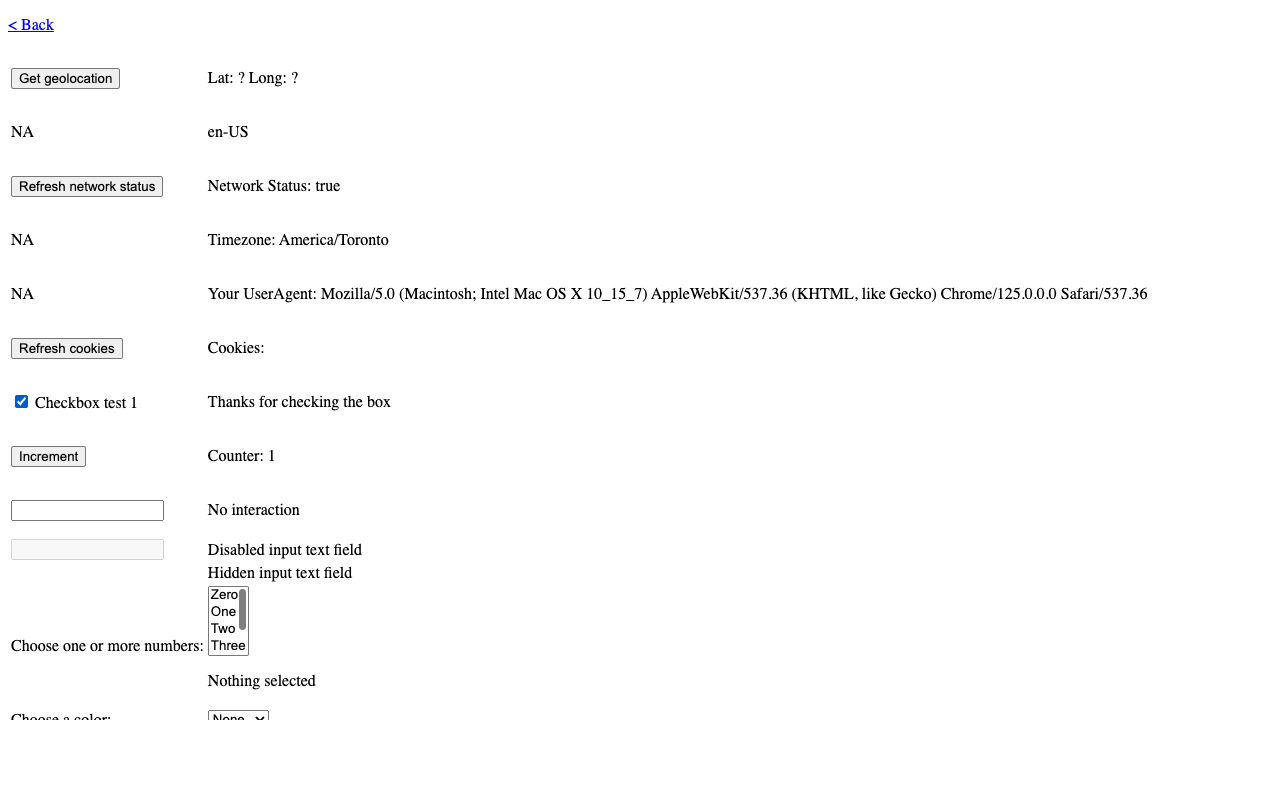 < Back
Get geolocation Lat: ? Long: ?
NA en-US
Refresh network status Network Status: true
NA Timezone: America/Toronto
NA Your UserAgent: Mozilla/5.0 (Macintosh; Intel Mac OS X 10_15_7) AppleWebKit/537.36 (KHTML, like Gecko) Chrome/125.0.0.0 Safari/537.36
Refresh cookies Cookies:
Checkbox test 1 Thanks for checking the box
Increment Counter: 1
No interaction
Disabled input text field
Hidden input text field
Zero
One
Two
Choose one or more numbers: Three
Nothing selected
Choose a color: None